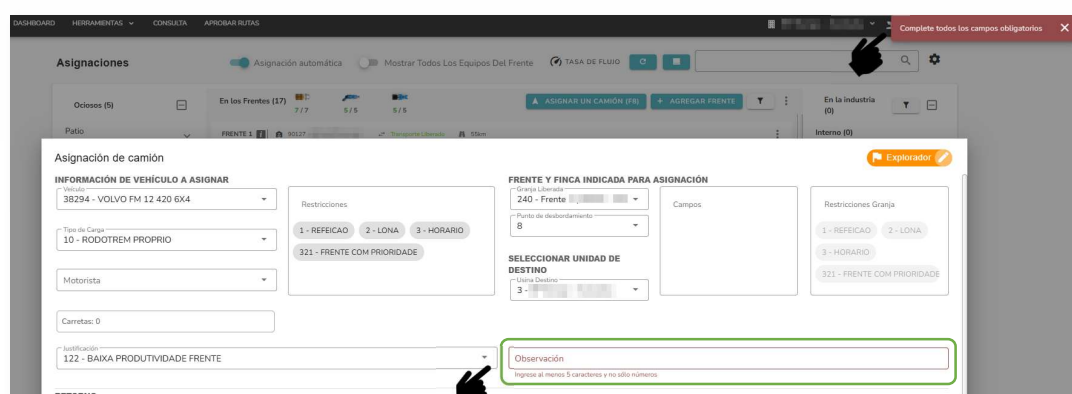 DASHBOARD HERRAMIENTAS CONSULTA APROBAR RUTAS
Complete todos los campos obligatorios
Asignaciones
Asignación automática
Mostrar Todos Los Equipos Del Frente
TASA DE FLUJO
Ociosos (5)
En los Frentes (17)
7 / 7 5 / 5 5 / 5
ASIGNAR UN CAMIÓN (F8)
+ AGREGAR FRENTE
En la industria
(0)
Patio
FRENTE 1 90127 - Transporte Liberado 55km
Interno (0)
Asignación de camión
Explorador
INFORMACIÓN DE VEHÍCULO A ASIGNAR
Veículo
38294 - VOLVO FM 12 420 6X4
Tipo de Carga
10 - RODOTREM PROPRIO
Motorista
Carretas: 0
Restricciones
1 - REFEICAO 2 - LONA 3 - HORARIO
321 - FRENTE COM PRIORIDADE
FRENTE Y FINCA INDICADA PARA ASIGNACIÓN
Granja Liberada
240 - Frente
Punto de desbordamiento
8
SELECCIONAR UNIDAD DE
DESTINO
Usina Destino
3 -
Campos
Restricciones Granja
1 - REFEICAO 2 - LONA
3 - HORARIO
321 - FRENTE COM PRIORIDADE
Justificación
122 - BAIXA PRODUTIVIDADE FRENTE
Observación
Ingrese al menos 5 caracteres y no sólo números